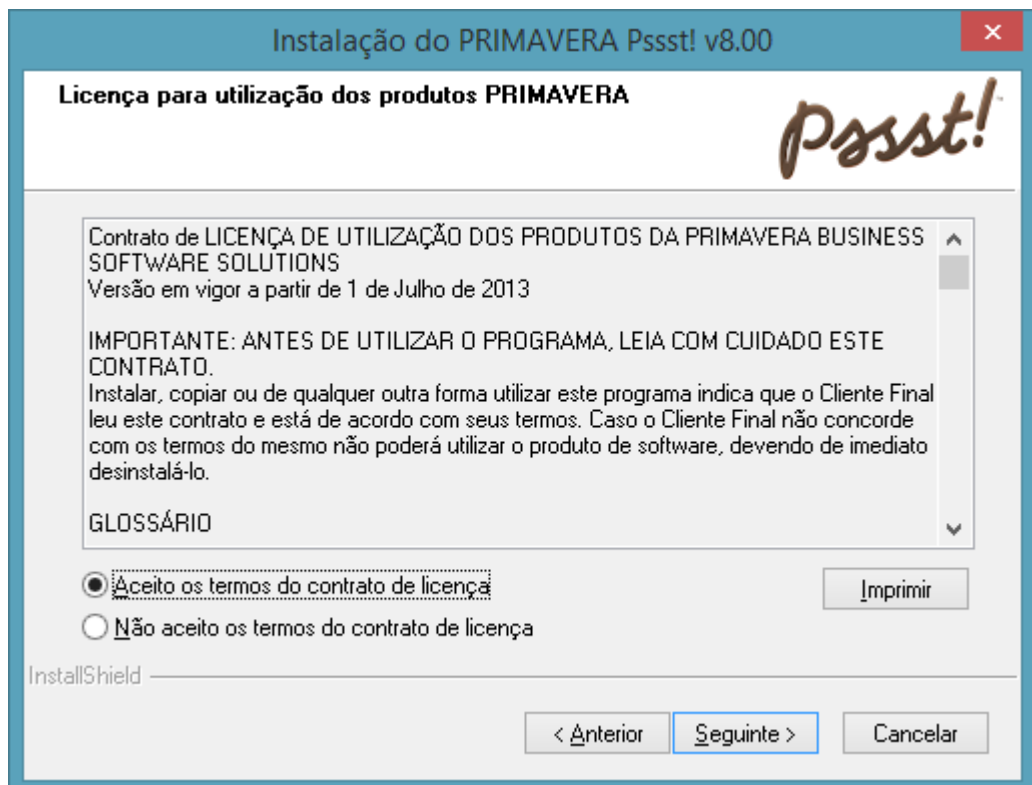 Instalação do PRIMAVERA Pssst! v8.00
Licença para utilização dos produtos PRIMAVERA
Pssst!
Contrato de LICENÇA DE UTILIZAÇÃO DOS PRODUTOS DA PRIMAVERA BUSINESS
SOFTWARE SOLUTIONS
Versão em vigor a partir de 1 de Julho de 2013
IMPORTANTE: ANTES DE UTILIZAR O PROGRAMA, LEIA COM CUIDADO ESTE
CONTRATO.
Instalar, copiar ou de qualquer outra forma utilizar este programa indica que o Cliente Final
leu este contrato e está de acordo com seus termos. Caso o Cliente Final não concorde
com os termos do mesmo não poderá utilizar o produto de software, devendo de imediato
desinstalá-lo.
GLOSSÁRIO
Aceito os termos do contrato de licença
Imprimir
Não aceito os termos do contrato de licença
InstallShield
< Anterior
Seguinte >
Cancelar